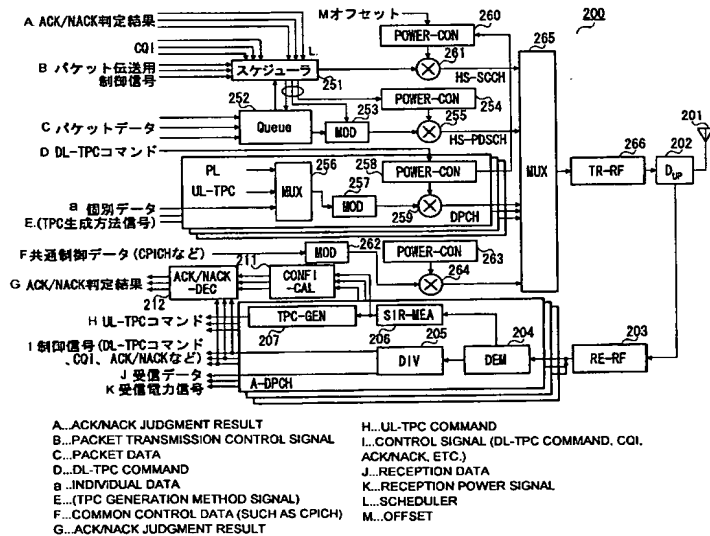 A ACK/NACK判定結果
Mオフセット
260
200
POWER-CON
265
CQI
L
261
201
B パケット伝送用
制御信号
スケジューラ
251
HS-SCCH
252
POWER-CON
254
253
255
C パケットデータ
Queue
MOD
HS-PDSCH
266
202
D DL-TPCコマンド
256
258
MUX
TR-RF
DUP
PL
POWER-CON
UL-TPC
MUX
257
a 個別データ
MOD
259
DPCH
E.(TPC生成方法信号)
262
F共通制御データ(CPICHなど)
MOD
POWER-CON
263
211
G ACK/NACK判定結果
ACK/NACK
-DEC
CONFI
-CAL
264
212
H UL-TPCコマンド
TPC-GEN
SIR-MEA
204
203
207
206
205
I 制御信号(DL-TPCコマンド
、CQI、ACK/NACKなど)
DIV
DEM
RE-RF
J 受信データ
A-DPCH
K 受信電力信号
A...ACK/NACK JUDGMENT RESULT
B...PACKET TRANSMISSION CONTROL SIGNAL
C...PACKET DATA
D...DL-TPC COMMAND
a...INDIVIDUAL DATA
E...(TPC GENERATION METHOD SIGNAL)
F...COMMON CONTROL DATA (SUCH AS CPICH)
G...ACK/NACK JUDGMENT RESULT
H...UL-TPC COMMAND
I...CONTROL SIGNAL (DL-TPC COMMAND, CQI,
ACK/NACK, ETC.)
J...RECEPTION DATA
K...RECEPTION POWER SIGNAL
L...SCHEDULER
M...OFFSET